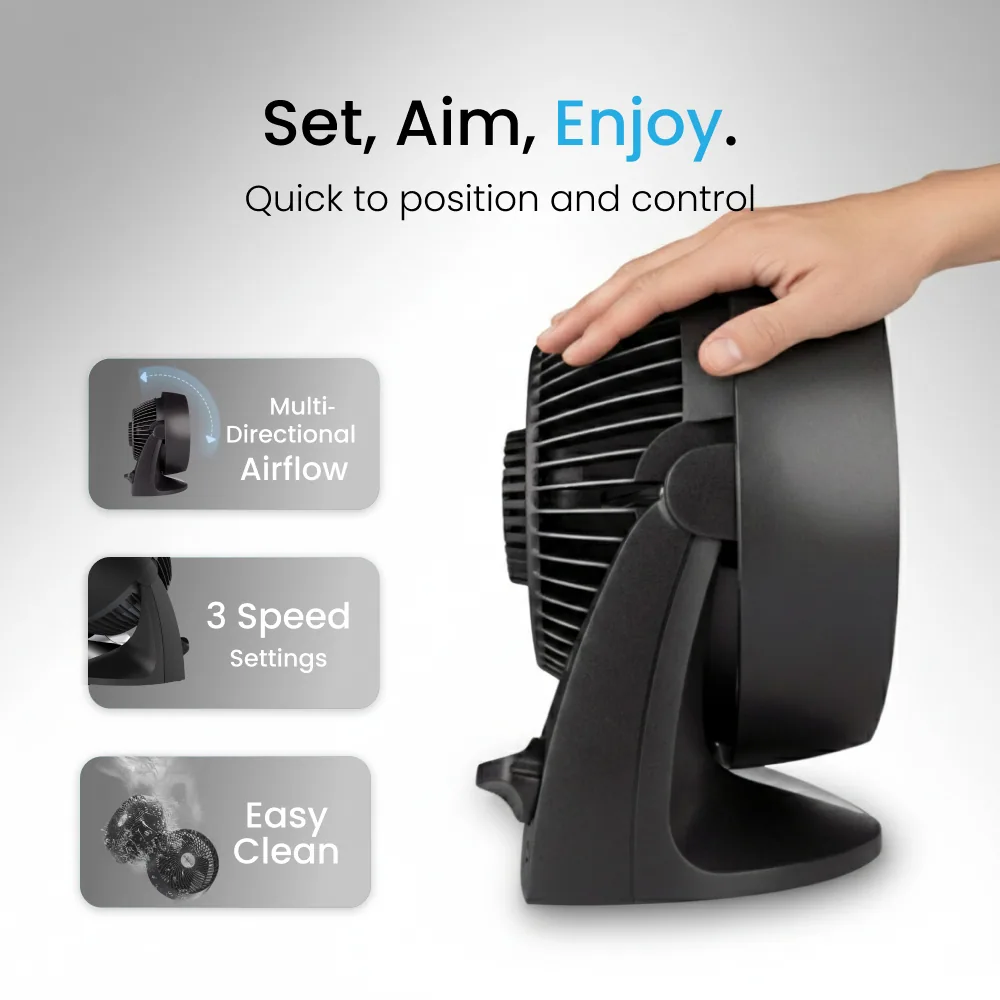 Set, Aim, Enjoy.
Quick to position and control
Multi-
Directional
Airflow
3 Speed
Settings
Easy
Clean